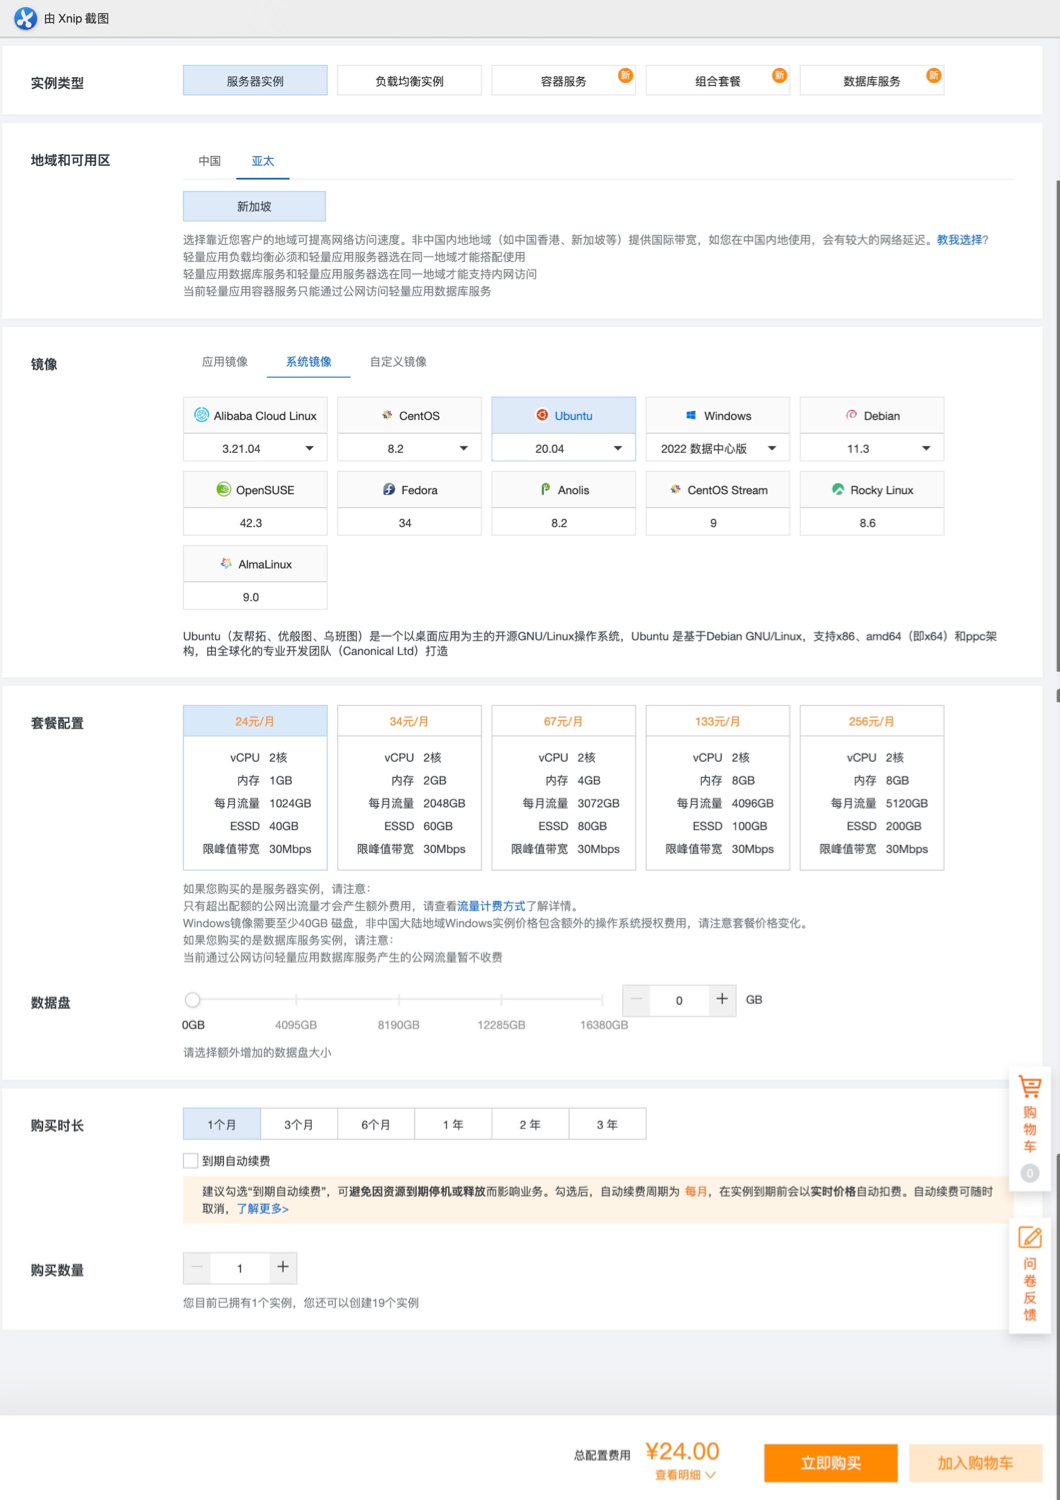 由 Xnip 截图
实例类型
服务器实例
负载均衡实例
容器服务
新
组合套餐
新
数据库服务
新
地域和可用区
中国
亚太
新加坡
选择靠近您客户的地域可提高网络访问速度。非中国内地地域（如中国香港、新加坡等）提供国际带宽，如您在中国内地使用，会有较大的网络延迟。教我选择?
轻量应用负载均衡必须和轻量应用服务器选在同一地域才能搭配使用
轻量应用数据库服务和轻量应用服务器选在同一地域才能支持内网访问
当前轻量应用容器服务只能通过公网访问轻量应用数据库服务
镜像
应用镜像
系统镜像
自定义镜像
Alibaba Cloud Linux
CentOS
Ubuntu
Windows
Debian
3.21.04
8.2
20.04
2022 数据中心版
11.3
OpenSUSE
Fedora
Anolis
CentOS Stream
Rocky Linux
42.3
34
8.2
9
8.6
AlmaLinux
9.0
Ubuntu（友帮拓、优般图、乌班图）是一个以桌面应用为主的开源GNU/Linux操作系统，Ubuntu 是基于Debian GNU/Linux，支持x86、amd64（即x64）和ppc架
构，由全球化的专业开发团队（Canonical Ltd）打造
套餐配置
24元/月
vCPU 2核
内存 1GB
每月流量 1024GB
ESSD 40GB
限峰值带宽 30Mbps
34元/月
vCPU 2核
内存 2GB
每月流量 2048GB
ESSD 60GB
限峰值带宽 30Mbps
67元/月
vCPU 2核
内存 4GB
每月流量 3072GB
ESSD 80GB
限峰值带宽 30Mbps
133元/月
vCPU 2核
内存 8GB
每月流量 4096GB
ESSD 100GB
限峰值带宽 30Mbps
256元/月
vCPU 2核
内存 8GB
每月流量 5120GB
ESSD 200GB
限峰值带宽 30Mbps
如果您购买的是服务器实例，请注意：
只有超出配额的公网出流量才会产生额外费用，请查看流量计费方式了解详情。
Windows镜像需要至少40GB 磁盘，非中国大陆地域Windows实例价格包含额外的操作系统授权费用，请注意套餐价格变化。
如果您购买的是数据库服务实例，请注意：
当前通过公网访问轻量应用数据库服务产生的公网流量暂不收费
数据盘
0
GB
0GB
4095GB
8190GB
12285GB
16380GB
请选择额外增加的数据盘大小
购买时长
1个月
3个月
6个月
1 年
2 年
3 年
到期自动续费
建议勾选“到期自动续费”，可避免因资源到期停机或释放而影响业务。勾选后，自动续费周期为 每月，在实例到期前会以实时价格自动扣费。自动续费可随时
取消，了解更多>
购买数量
1
您目前已拥有1个实例，您还可以创建19个实例
购物车
0
问卷反馈
总配置费用
¥24.00
查看明细
立即购买
加入购物车